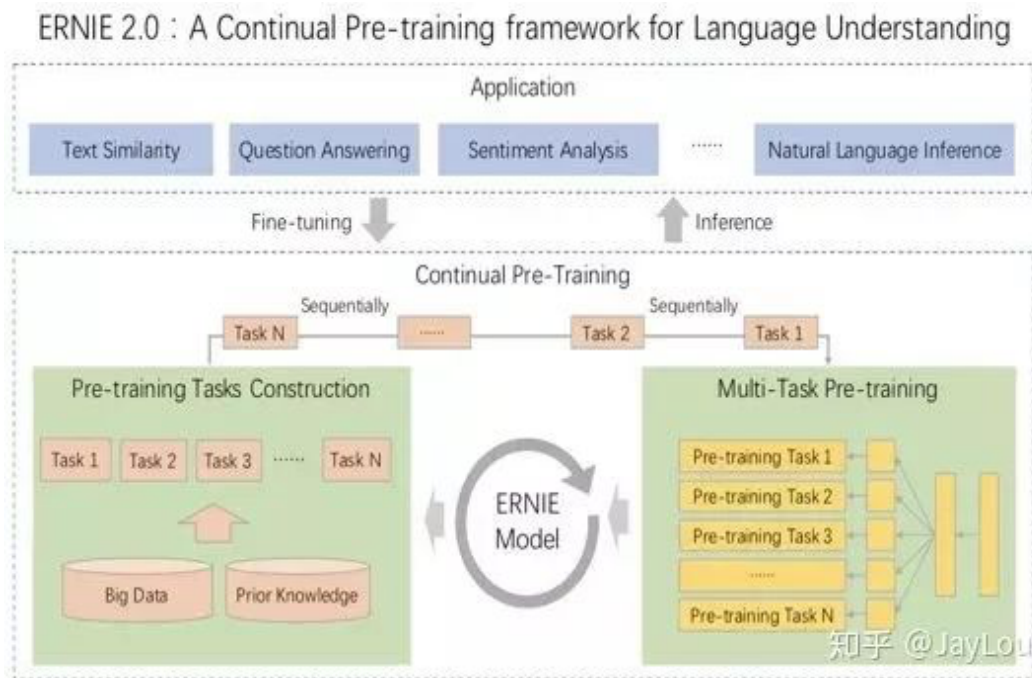 ERNIE 2.0：A Continual Pre-training framework for Language Understanding
Application
Text Similarity
Question Answering
Sentiment Analysis
......
Natural Language Inference
Fine-tuning
Inference
Continual Pre-Training
Sequentially
Sequentially
Task N
......
Task 2
Task 1
Pre-training Tasks Construction
Task 1
Task 2
Task 3
......
Task N
Big Data
Prior Knowledge
ERNIE
Model
Multi-Task Pre-training
Pre-training Task 1
Pre-training Task 2
Pre-training Task 3
......
Pre-training Task N
知乎 @JayLou